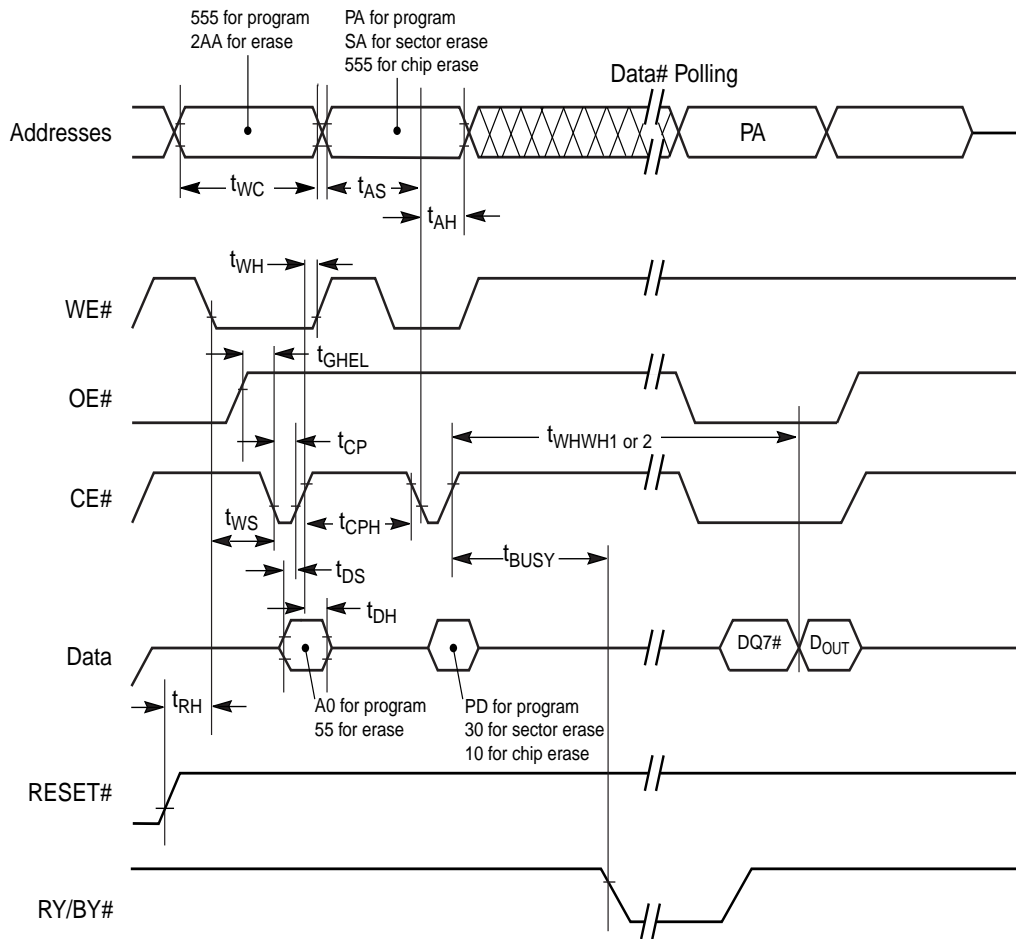 555 for program
2AA for erase
PA for program
SA for sector erase
555 for chip erase
Data# Polling
Addresses
PA
tWC
tAS
tAH
tWH
WE#
tGHEL
OE#
tCP
tWHWH1 or 2
CE#
tWS
tCPH
tBUSY
tDS
tDH
Data
DQ7#
DOUT
tRH
A0 for program
55 for erase
PD for program
30 for sector erase
10 for chip erase
RESET#
RY/BY#